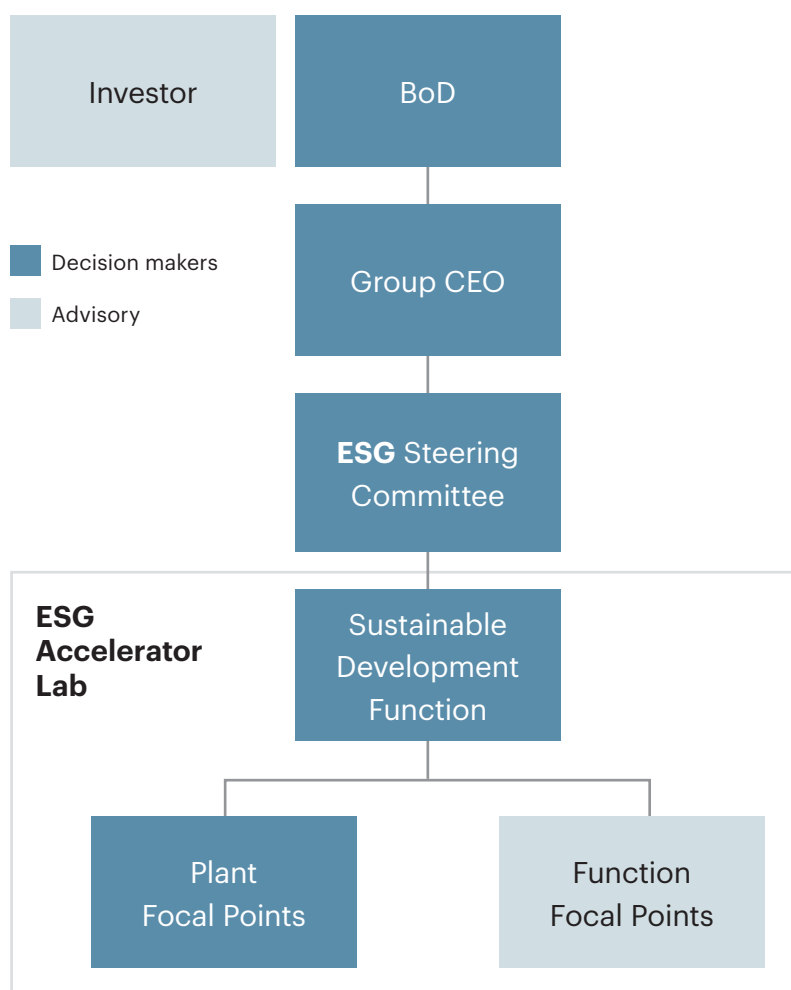 Investor
BoD
Decision makers
Advisory
Group CEO
ESG Steering
Committee
ESG
Accelerator
Lab
Sustainable
Development
Function
Plant
Focal Points
Function
Focal Points